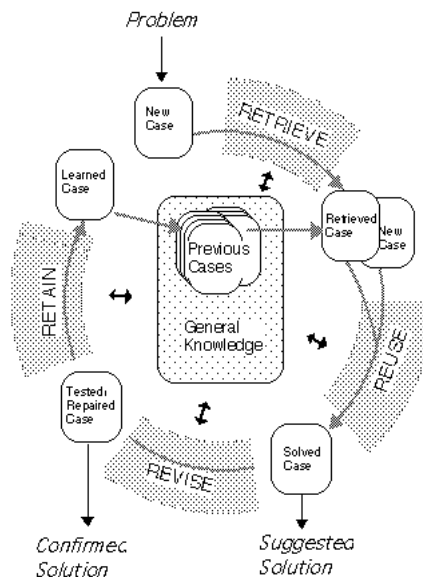 Problem
New
Case
RETRIEVE
Learned
Case
Retrieved
Case
New
Case
Previous
Cases
General
Knowledge
RETAIN
REUSE
Tested/
Repaired
Case
REVISE
Solved
Case
Confirmed
Solution
Suggested
Solution